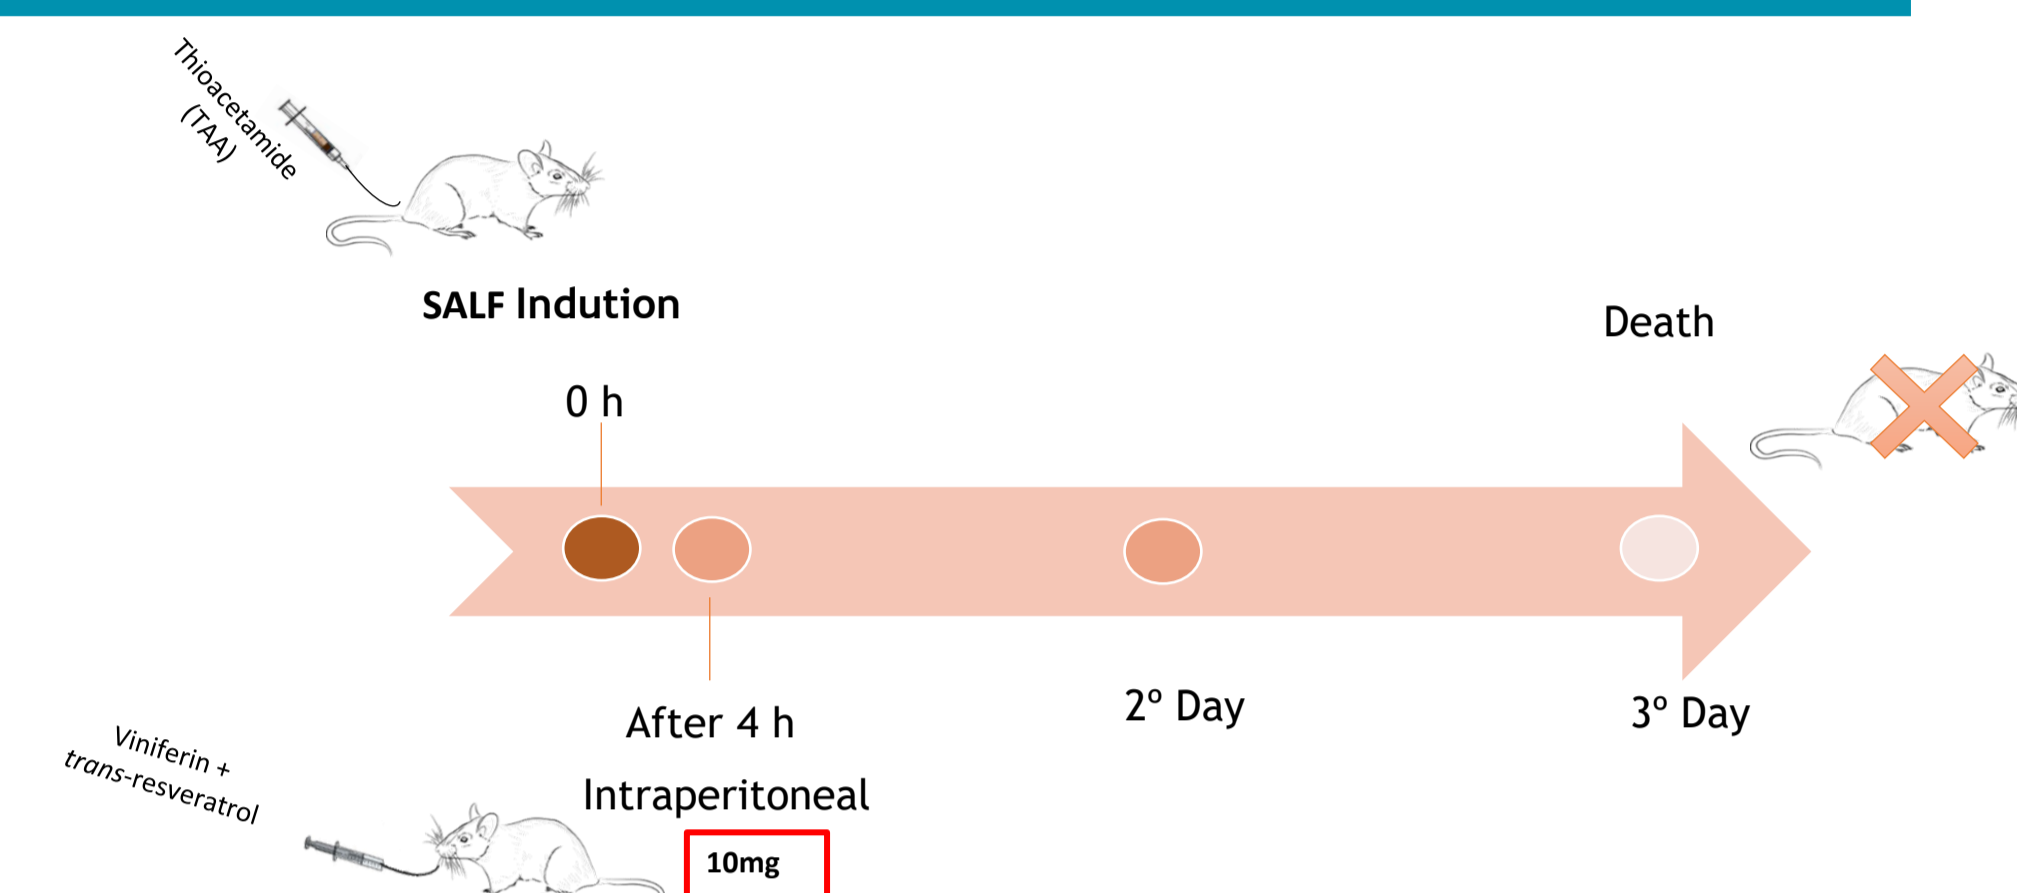 Thioacetamide
(TAA)
SALF Indution
Death
0 h
After 4 h
2º Day
3º Day
Viniferin +
trans-resveratrol
Intraperitoneal
10mg